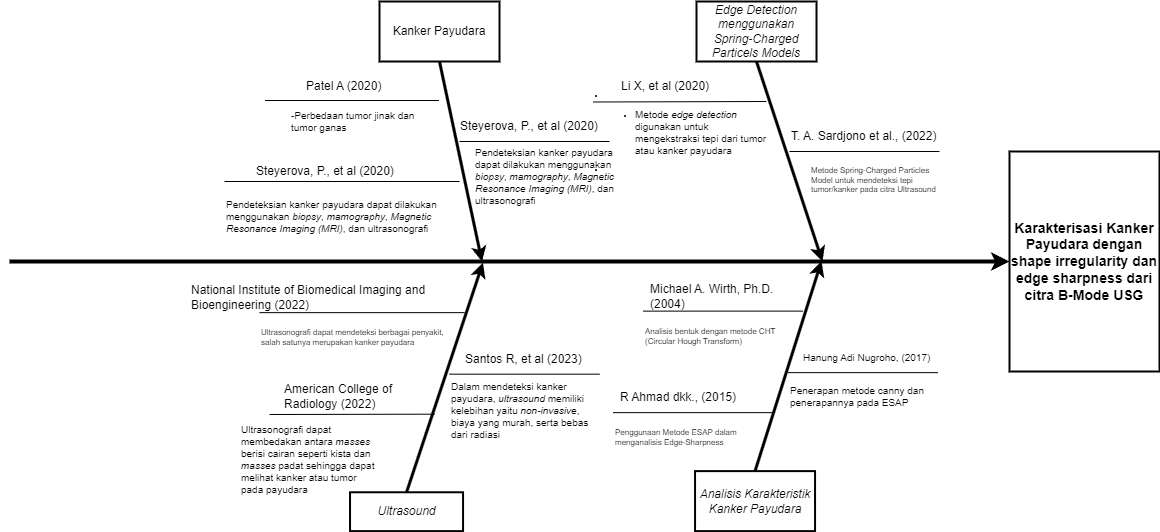 Kanker Payudara
Edge Detection
menggunakan
Spring-Charged
Particels Models
Patel A (2020)
-Perbedaan tumor jinak dan
tumor ganas
Steyerova, P., et al (2020)
Pendeteksian kanker payudara
dapat dilakukan menggunakan
biopsy, mamography, Magnetic
Resonance Imaging (MRI), dan
ultrasonografi
Steyerova, P., et al (2020)
Pendeteksian kanker payudara dapat dilakukan
menggunakan biopsy, mamography, Magnetic
Resonance Imaging (MRI), dan ultrasonografi
Li X, et al (2020)
• Metode edge detection
digunakan untuk
mengekstraksi tepi dari tumor
atau kanker payudara
T. A. Sardjono et al., (2022)
Metode Spring-Charged Particles
Model untuk mendeteksi tepi
tumor/kanker pada citra Ultrasound
Karakterisasi Kanker
Payudara dengan
shape irregularity dan
edge sharpness dari
citra B-Mode USG
National Institute of Biomedical Imaging and
Bioengineering (2022)
Ultrasonografi dapat mendeteksi berbagai penyakit,
salah satunya merupakan kanker payudara
Santos R, et al (2023)
Dalam mendeteksi kanker
payudara, ultrasound memiliki
kelebihan yaitu non-invasive,
biaya yang murah, serta bebas
dari radiasi
American College of
Radiology (2022)
Ultrasonografi dapat
membedakan antara masses
berisi cairan seperti kista dan
masses padat sehingga dapat
melihat kanker atau tumor
pada payudara
Ultrasound
Michael A. Wirth, Ph.D.
(2004)
Analisis bentuk dengan metode CHT
(Circular Hough Transform)
Hanung Adi Nugroho, (2017)
Penerapan metode canny dan
penerapannya pada ESAP
R Ahmad dkk., (2015)
Penggunaan Metode ESAP dalam
menganalisis Edge-Sharpness
Analisis Karakteristik
Kanker Payudara